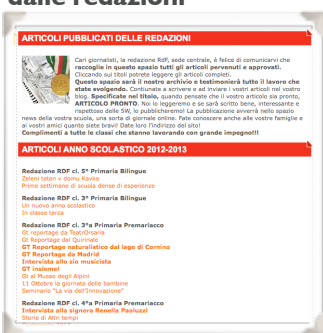 dalle redazioni
ARTICOLI PUBBLICATI DELLE REDAZIONI
Cari giornalisti, la redazione RdF, sede centrale, è felice di comunicarvi che
raccoglie in questo spazio tutti gli articoli pervenuti e approvati.
Cliccando sui titoli potrete leggere gli articoli completi.
Questo spazio sarà il nostro archivio e testimonierà tutto il lavoro che
state svolgendo. Contiunate a scrivere e ad inviare i vostri articoli nel vostro
blog. Specificate nel titolo, quando pensate che il vostro articolo sia pronto,
ARTICOLO PRONTO. Noi lo leggeremo e se sarà scritto bene, interessante e
rispettoso delle 5W, lo pubblicheremo! La pubblicazione avverrà nello spazio
news della vostra scuola, una sorta di giornale online. Fate conoscere anche alle vostre famiglie e
ai vostri amici quanto siete bravi! Date loro l'indirizzo del sito!
Complimenti a tutte le classi che stanno lavorando con grande impegno!!!
ARTICOLI ANNO SCOLASTICO 2012-2013
Redazione RDF cl. 5ª Primaria Bilingue
Zeleni teten v domu Kavka
Prime settimane di scuola dense di esperienze
Redazione RDF cl. 3ª Primaria Bilingue
Un nuovo anno scolastico
In classe terza
Redazione RDF cl. 3ªa Primaria Premariacco
Gt reportage da TeatrOrsaria
Gt Reportage dal Quirinale
GT Reportage naturalistico dal lago di Cornino
GT Reportage da Madrid
Intervista allo zio musicista
GT insieme!
Gt al Museo degli Alpini
11 Ottobre la giornata delle bambine
Seminario "La via dell'Innovazione"
Redazione RDF cl. 4ªa Primaria Premariacco
Intervista alla signora Renella Paoluzzi
Storie di Altri tempi